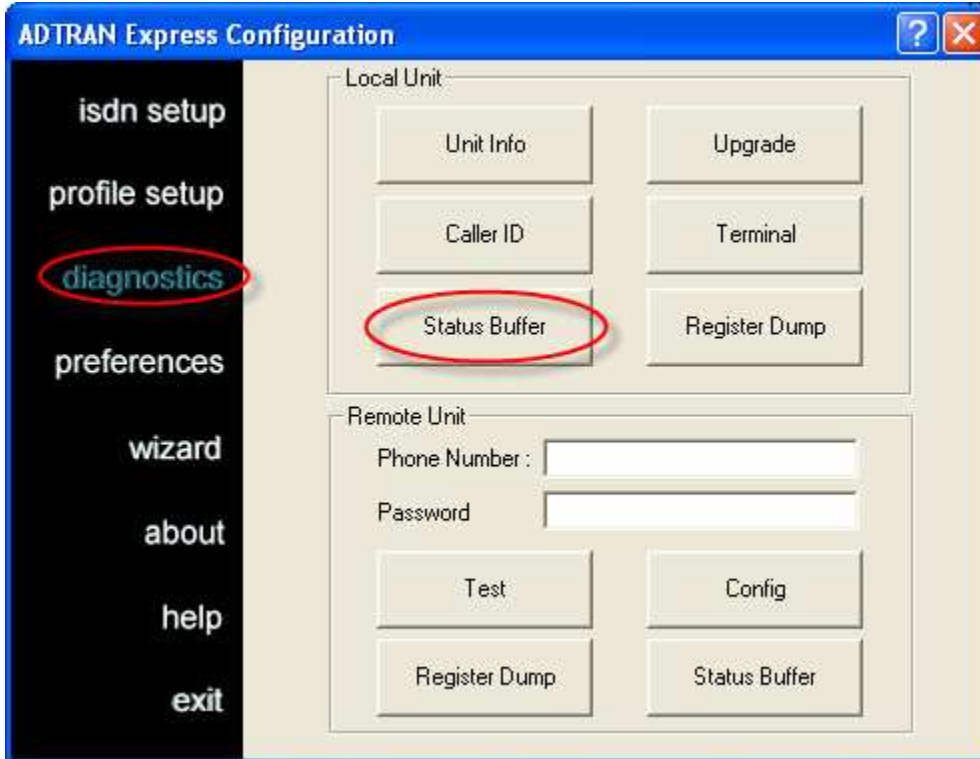 ADTRAN Express Configuration
isdn setup
profile setup
diagnostics
preferences
wizard
about
help
exit
Local Unit
Unit Info
Upgrade
Caller ID
Terminal
Status Buffer
Register Dump
Remote Unit
Phone Number :
Password
Test
Config
Register Dump
Status Buffer